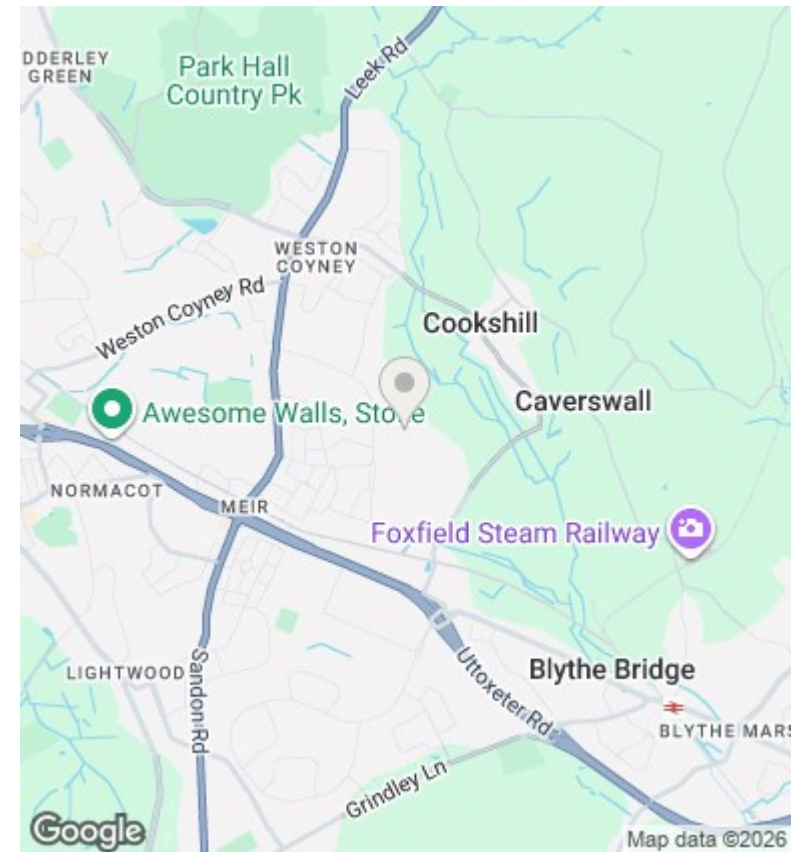 DDERLEY
GREEN
Park Hall
Country Pk
Leek Rd
WESTON
COYNEY
Weston Coyney Rd
Cookshill
Caverswall
Awesome Walls, Stoke
NORMACOT
MEIR
Foxfield Steam Railway
LIGHTWOOD
Sandon Rd
Uttoxeter Rd
Blythe Bridge
BLYTHE MARS
Grindley Ln
Google
Map data ©2026